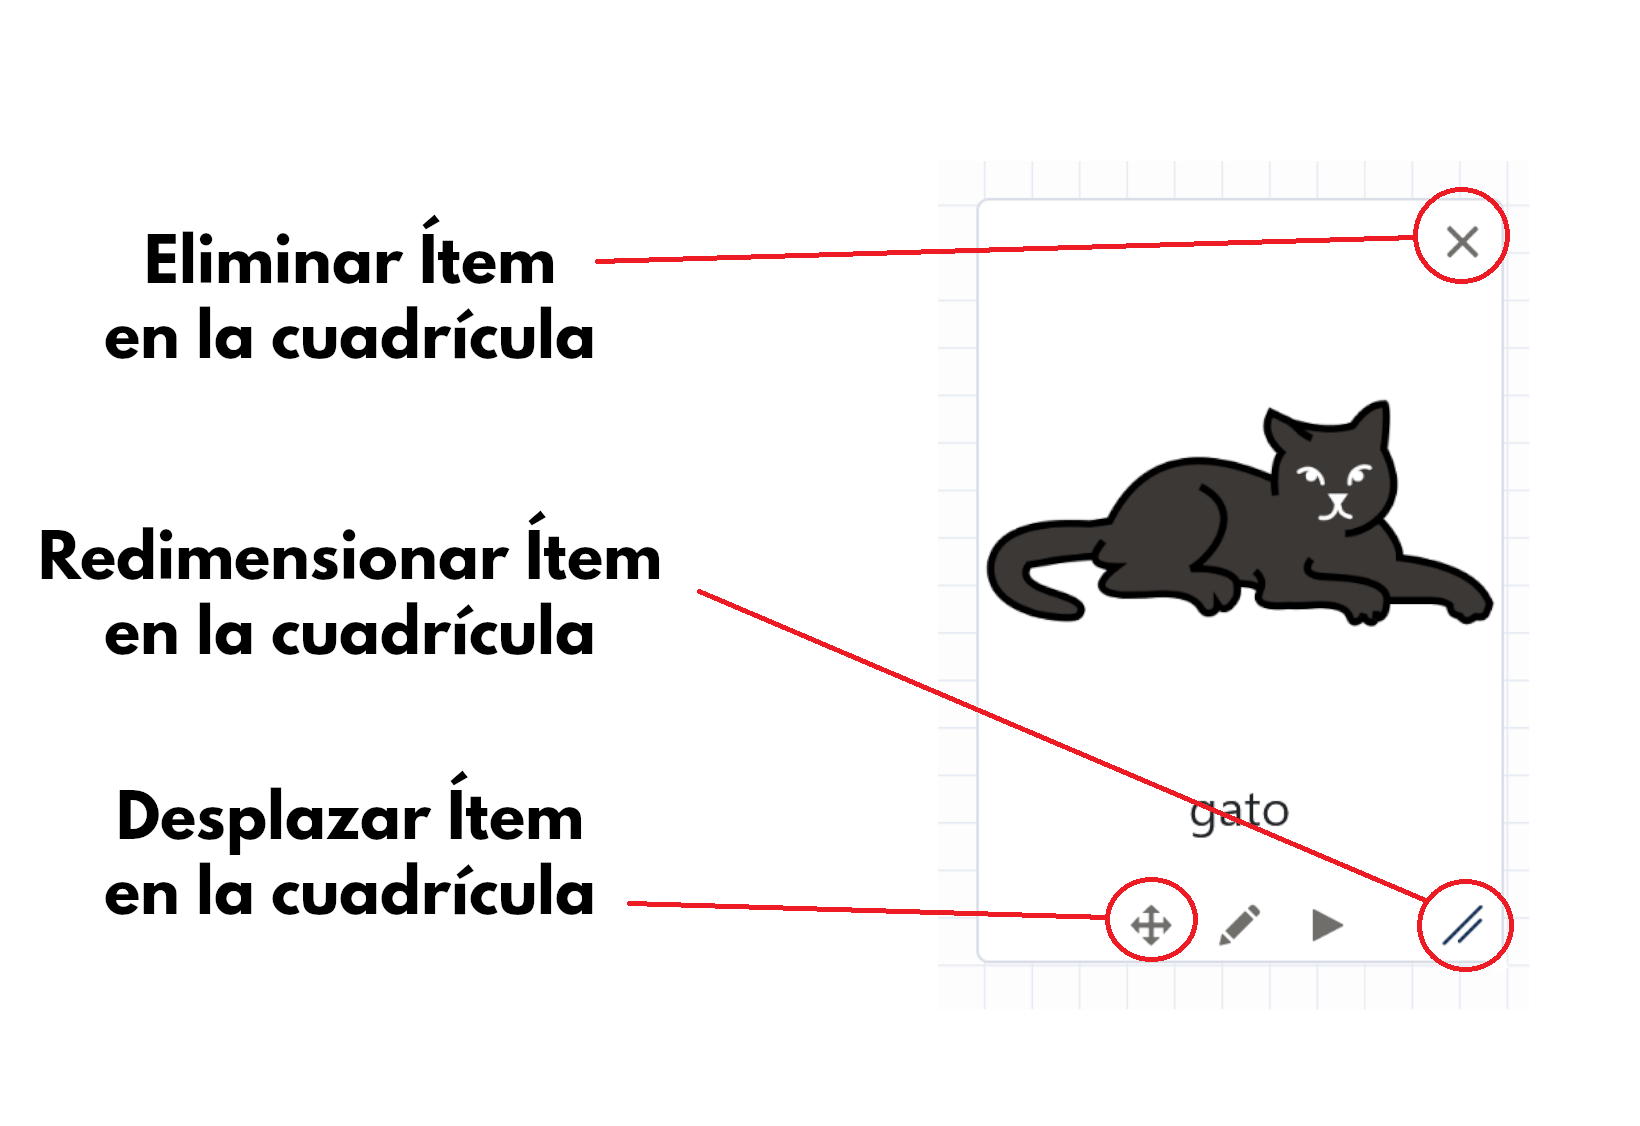 Eliminar Ítem
en la cuadrícula
Redimensionar Ítem
en la cuadrícula
Desplazar Ítem
en la cuadrícula
gato